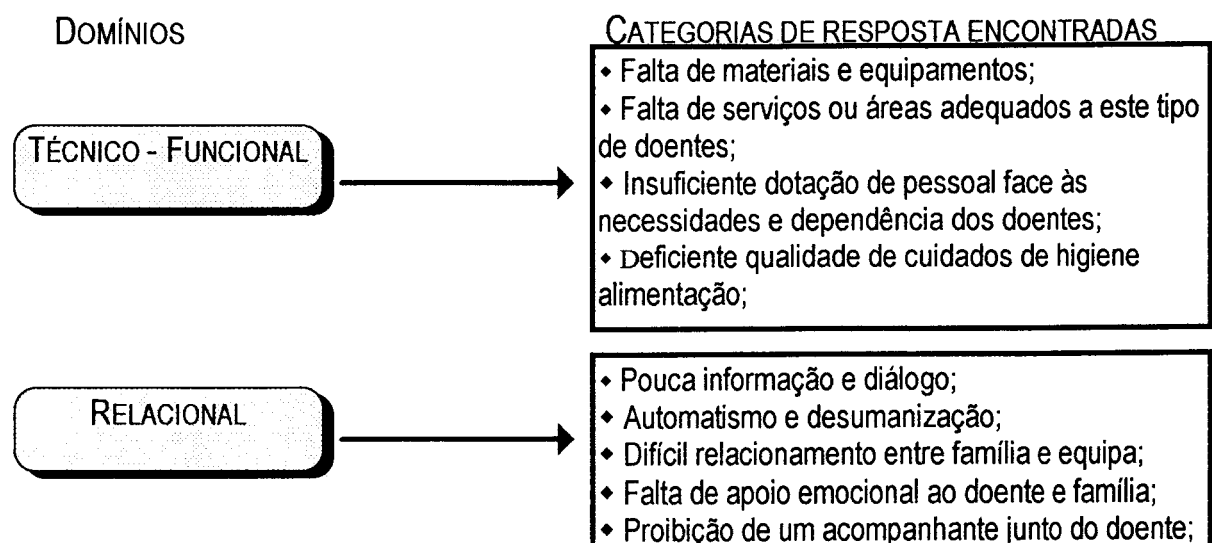 DOMÍNIOS
CATEGORIAS DE RESPOSTA ENCONTRADAS
TÉCNICO - FUNCIONAL
• Falta de materiais e equipamentos;
• Falta de serviços ou áreas adequados a este tipo
de doentes;
• Insuficiente dotação de pessoal face às
necessidades e dependência dos doentes;
• Deficiente qualidade de cuidados de higiene
alimentação;
RELACIONAL
• Pouca informação e diálogo;
• Automatismo e desumanização;
• Difícil relacionamento entre família e equipa;
• Falta de apoio emocional ao doente e família;
• Proibição de um acompanhante junto do doente;